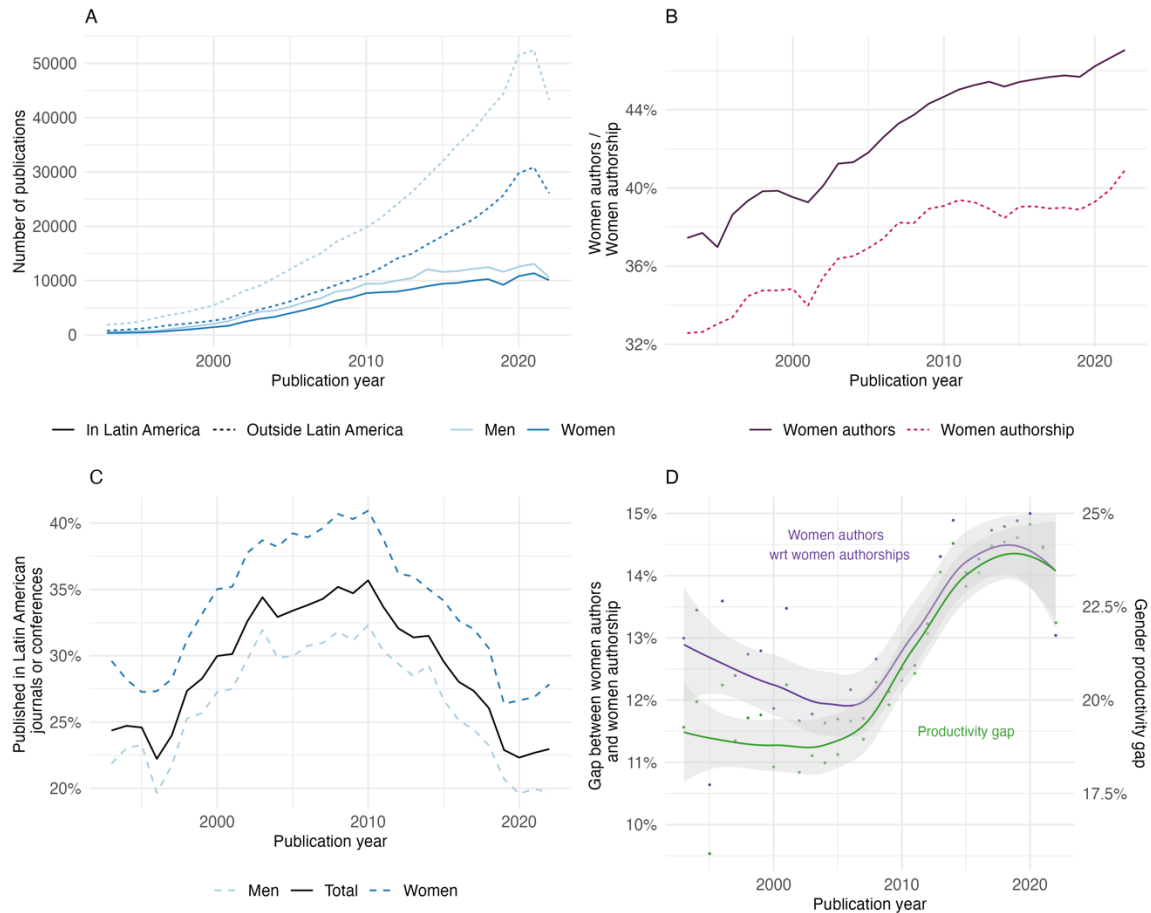 A
50000
40000
30000
20000
10000
0
Number of publications
2000
2010
2020
Publication year
In Latin America
Outside Latin America
Men
Women
B
44%
40%
36%
32%
Women authors /
Women authorship
2000
2010
2020
Publication year
Women authors
Women authorship
C
40%
35%
30%
25%
20%
Published in Latin American
journals or conferences
2000
2010
2020
Publication year
Men
Total
Women
D
15%
14%
13%
12%
11%
10%
Gap between women authors
and women authorship
Women authors
wrt women authorships
Productivity gap
25%
22.5%
20%
17.5%
Gender productivity gap
2000
2010
2020
Publication year